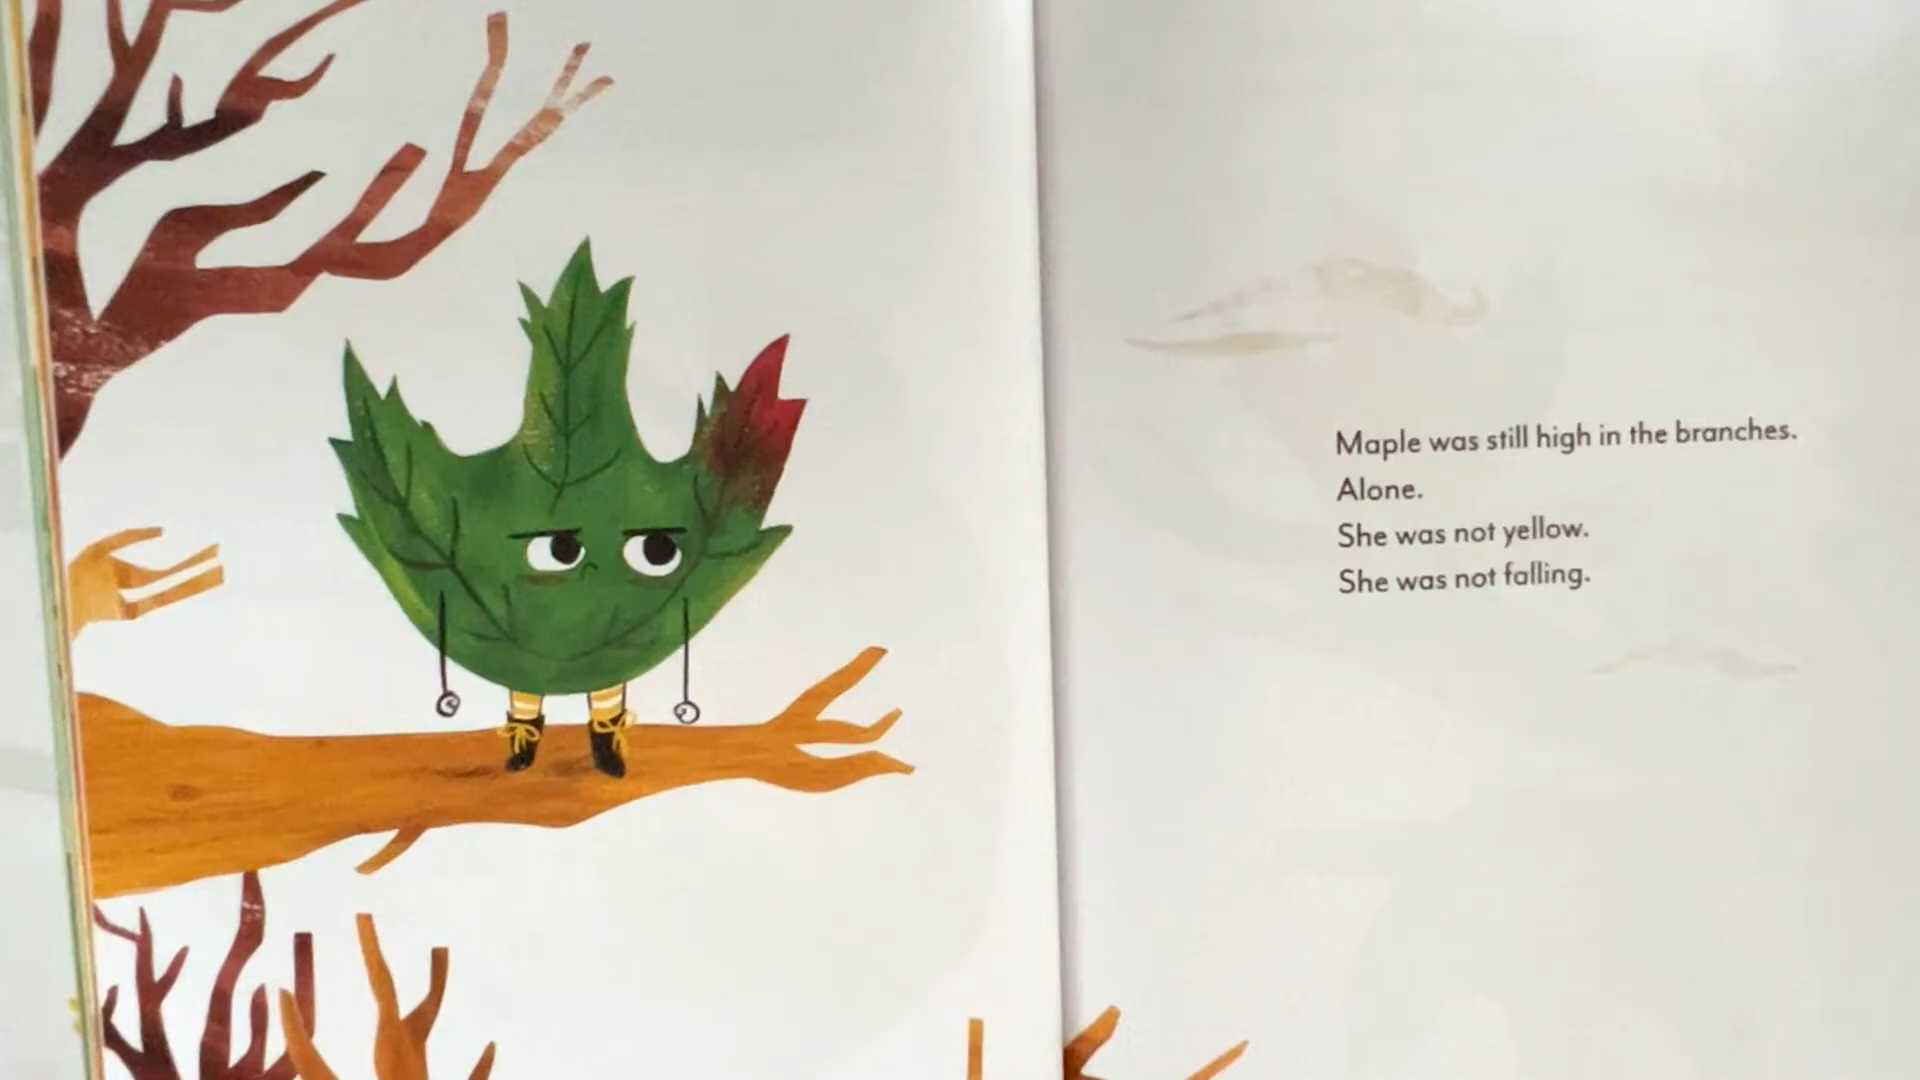 Maple was still high in the branches.
Alone.
She was not yellow.
She was not falling.